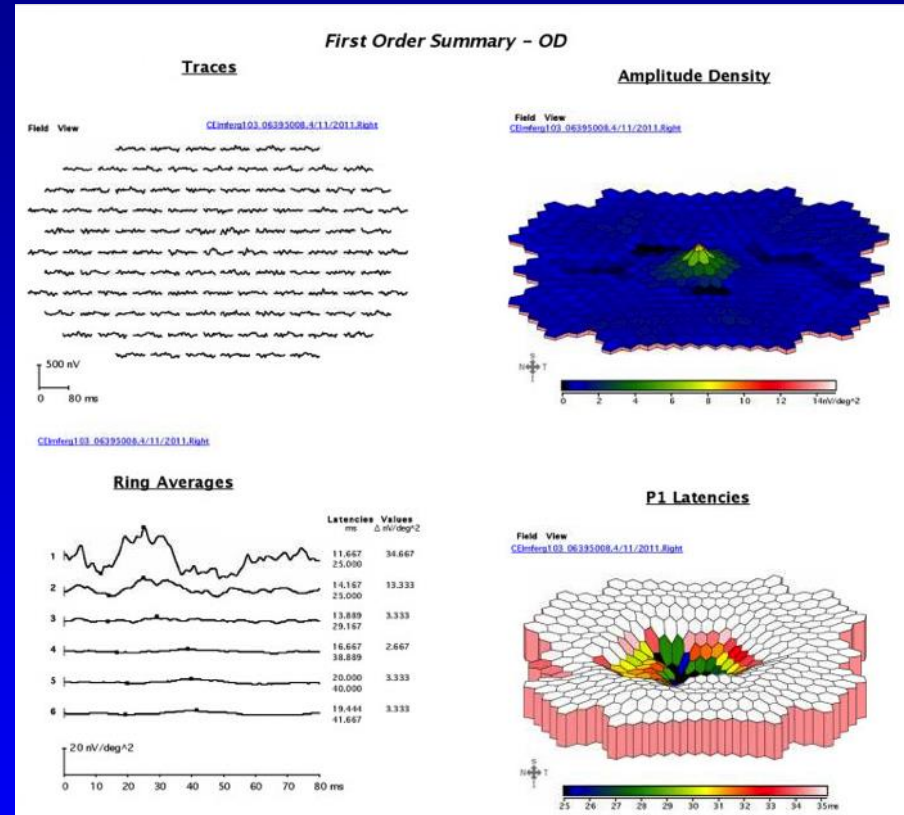 First Order Summary – OD
Traces
Field View
CEImferg103 06395008.4/11/2011.Right
500 nV
0 80 ms
Amplitude Density
Field View
CEImferg103 06395008.4/11/2011.Right
S
N T
I
0 2 4 6 8 10 12 14nV/deg^2
CEImferg103 06395008.4/11/2011.Right
Ring Averages
Latencies Values
ms Δ nV/deg^2
1 11.667 34.667
25.000
2 14.167 13.333
25.000
3 13.889 3.333
29.167
4 16.667 2.667
38.889
5 20.000 3.333
40.000
6 19.444 3.333
41.667
20 nV/deg^2
0 10 20 30 40 50 60 70 80 ms
P1 Latencies
Field View
CEImferg103 06395008.4/11/2011.Right
S
N T
I
25 26 27 28 29 30 31 32 33 34 35ms